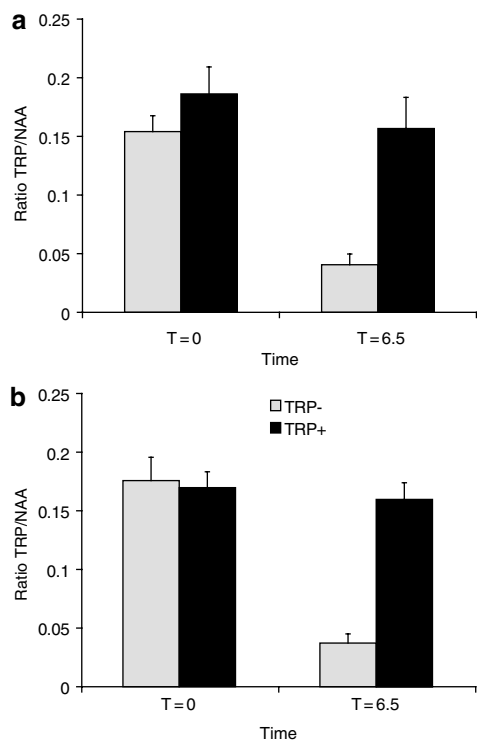 a
0.25
0.2
0.15
0.1
0.05
0
Ratio TRP/NAA
T=0 T=6.5
Time
b
0.25
0.2
0.15
0.1
0.05
0
Ratio TRP/NAA
TRP-
TRP+
T=0 T=6.5
Time